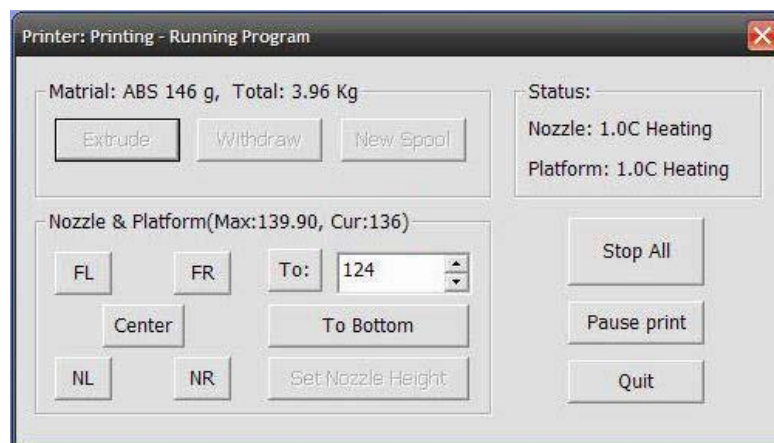 Printer: Printing - Running Program
Matrial: ABS 146 g, Total: 3.96 Kg
Extrude Withdraw New Spool
Status:
Nozzle: 1.0C Heating
Platform: 1.0C Heating
Nozzle & Platform(Max:139.90, Cur:136)
FL FR To: 124
Center To Bottom
NL NR Set Nozzle Height
Stop All
Pause print
Quit